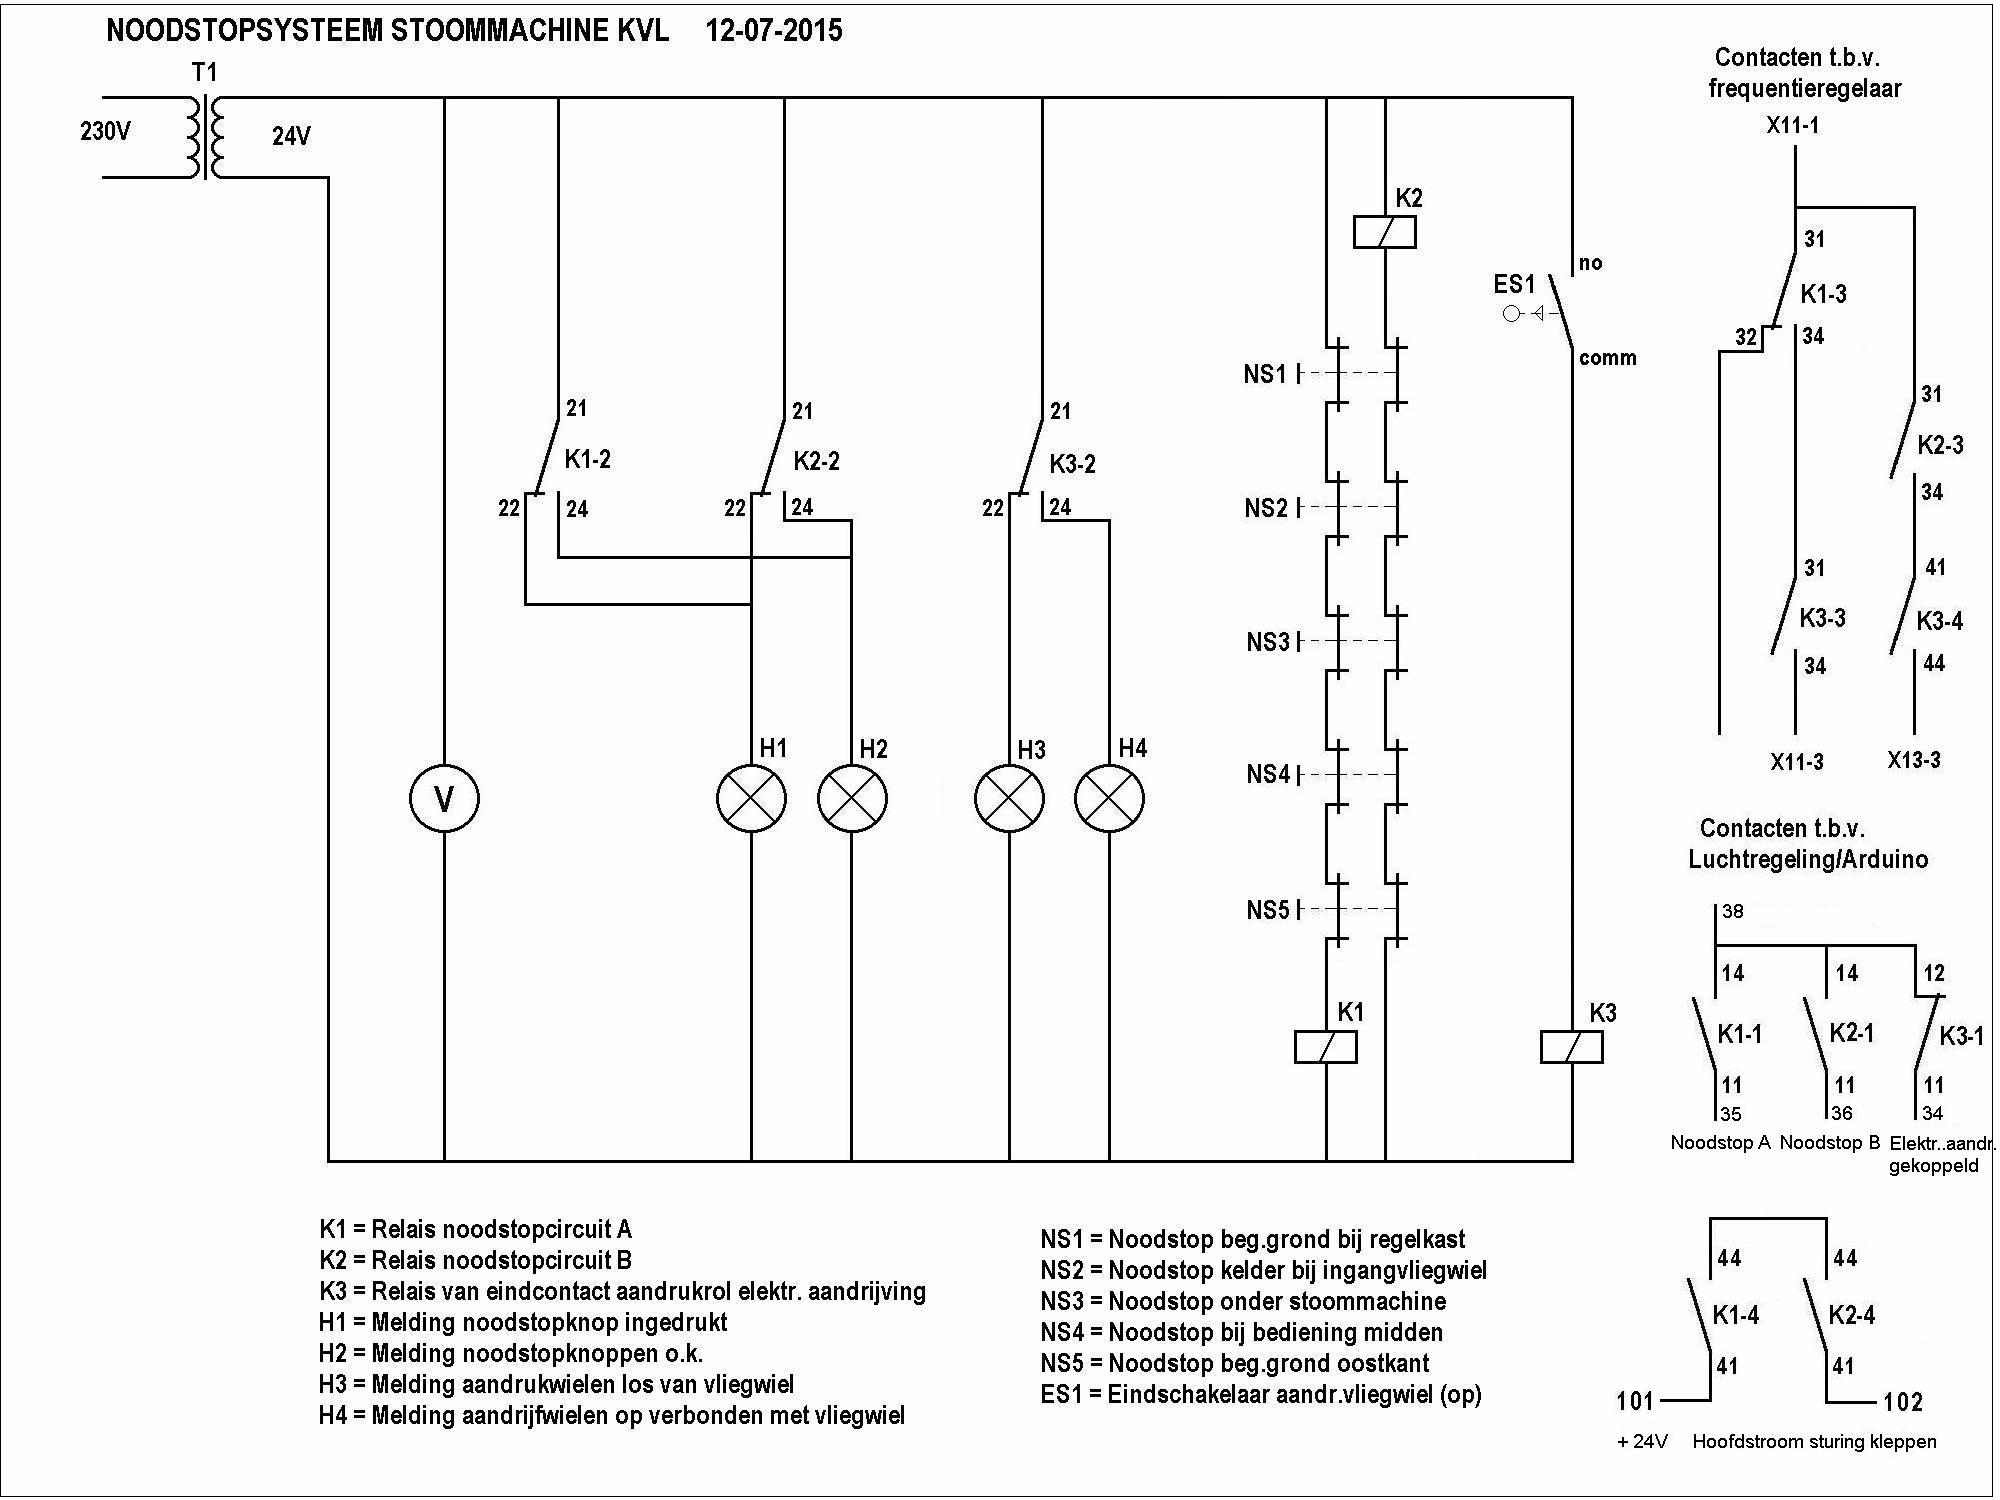 NOODSTOPSYSTEEM STOOMMACHINE KVL 12-07-2015
T1
230V
24V
21
K1-2
22
24
21
K2-2
22
24
21
K3-2
22
24
V
H1
H2
H3
H4
K2
ES1
no
comm
NS1
NS2
NS3
NS4
NS5
K1
K3
Contacten t.b.v.
frequentieregelaar
X11-1
31
K1-3
32
34
31
K2-3
34
31
K3-3
34
41
K3-4
44
X11-3
X13-3
Contacten t.b.v.
Luchtregeling/Arduino
38
14
14
12
K1-1
K2-1
K3-1
11
11
11
35
36
34
Noodstop A
Noodstop B
Elektr..aandr.
gekoppeld
44
44
K1-4
K2-4
41
41
101
102
+ 24V
Hoofdstroom sturing kleppen
K1 = Relais noodstopcircuit A
K2 = Relais noodstopcircuit B
K3 = Relais van eindcontact aandrukrol elektr. aandrijving
H1 = Melding noodstopknop ingedrukt
H2 = Melding noodstopknoppen o.k.
H3 = Melding aandrukwielen los van vliegwiel
H4 = Melding aandrijfwielen op verbonden met vliegwiel
NS1 = Noodstop beg.grond bij regelkast
NS2 = Noodstop kelder bij ingangvliegwiel
NS3 = Noodstop onder stoommachine
NS4 = Noodstop bij bediening midden
NS5 = Noodstop beg.grond oostkant
ES1 = Eindschakelaar aandr.vliegwiel (op)